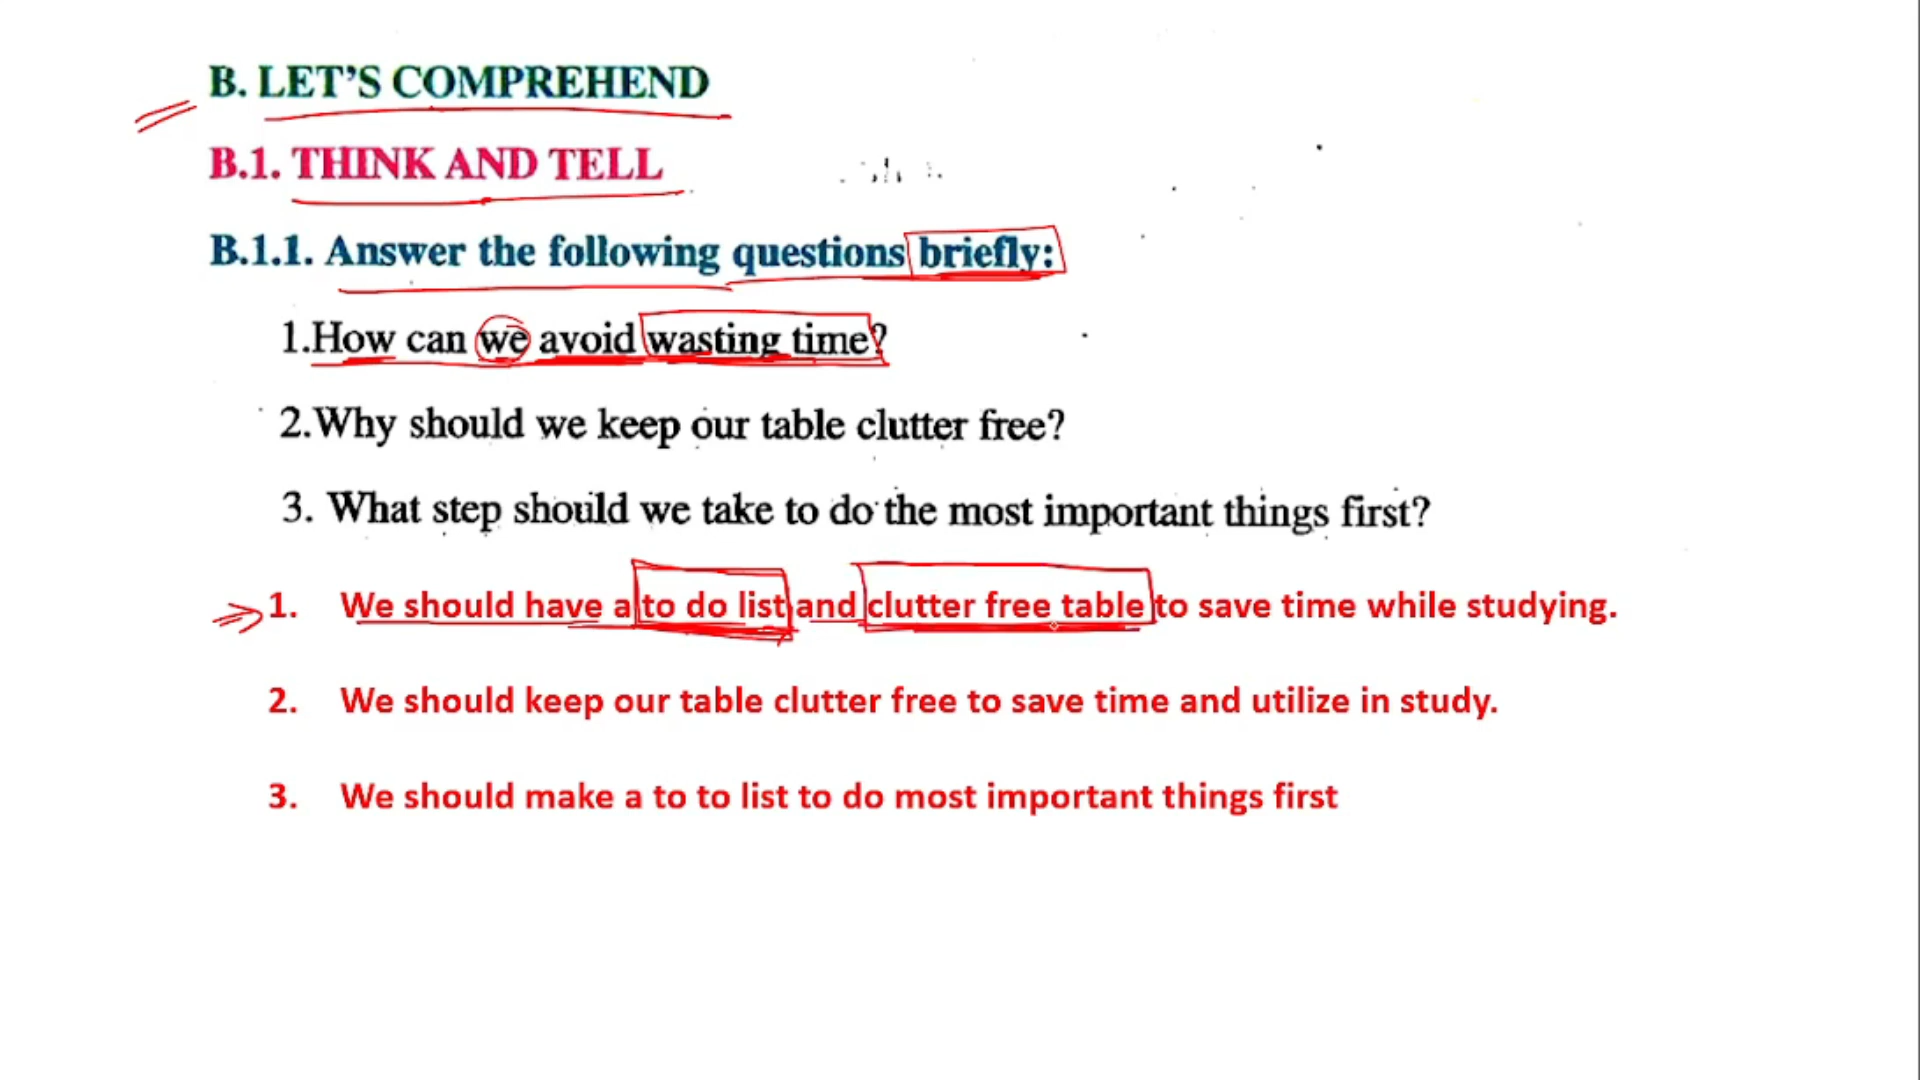 B. LET'S COMPREHEND
B.1. THINK AND TELL
B.1.1. Answer the following questions briefly:
1.How can we avoid wasting time?
2.Why should we keep our table clutter free?
3. What step should we take to do the most important things first?
1. We should have a to do list and clutter free table to save time while studying.
2. We should keep our table clutter free to save time and utilize in study.
3. We should make a to to list to do most important things first